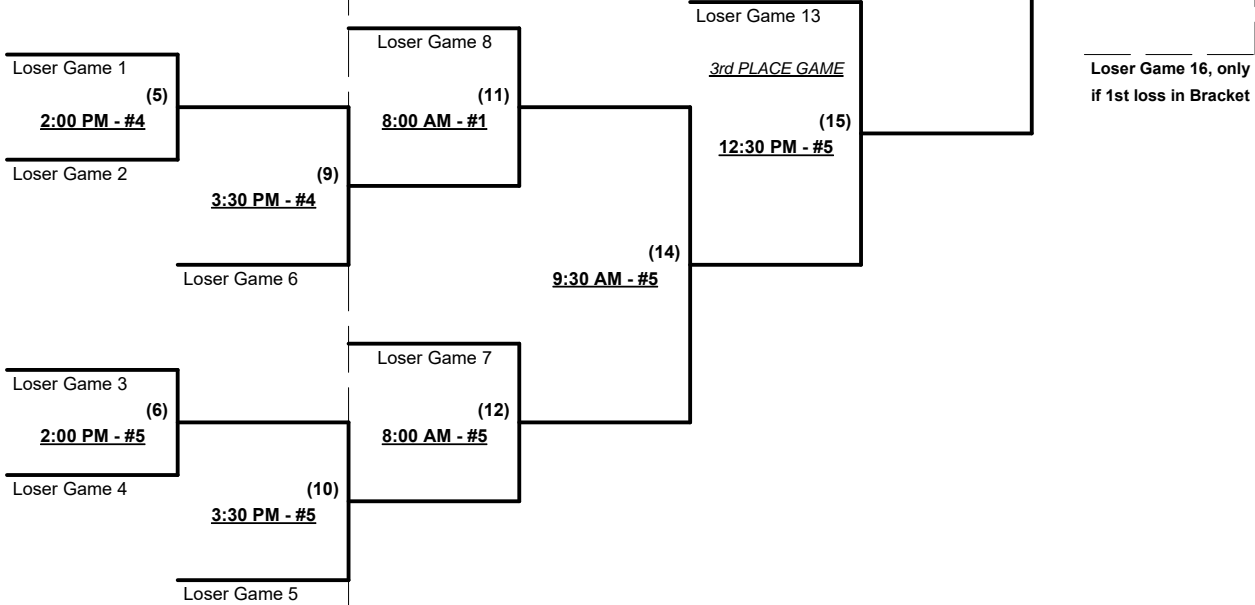 Loser Game 13
Loser Game 8
3rd PLACE GAME
Loser Game 16, only
if 1st loss in Bracket
Loser Game 1
(5)
2:00 PM - #4
Loser Game 2
(11)
8:00 AM - #1
(15)
12:30 PM - #5
(9)
3:30 PM - #4
Loser Game 6
(14)
9:30 AM - #5
Loser Game 7
Loser Game 3
(6)
2:00 PM - #5
Loser Game 4
(12)
8:00 AM - #5
(10)
3:30 PM - #5
Loser Game 5